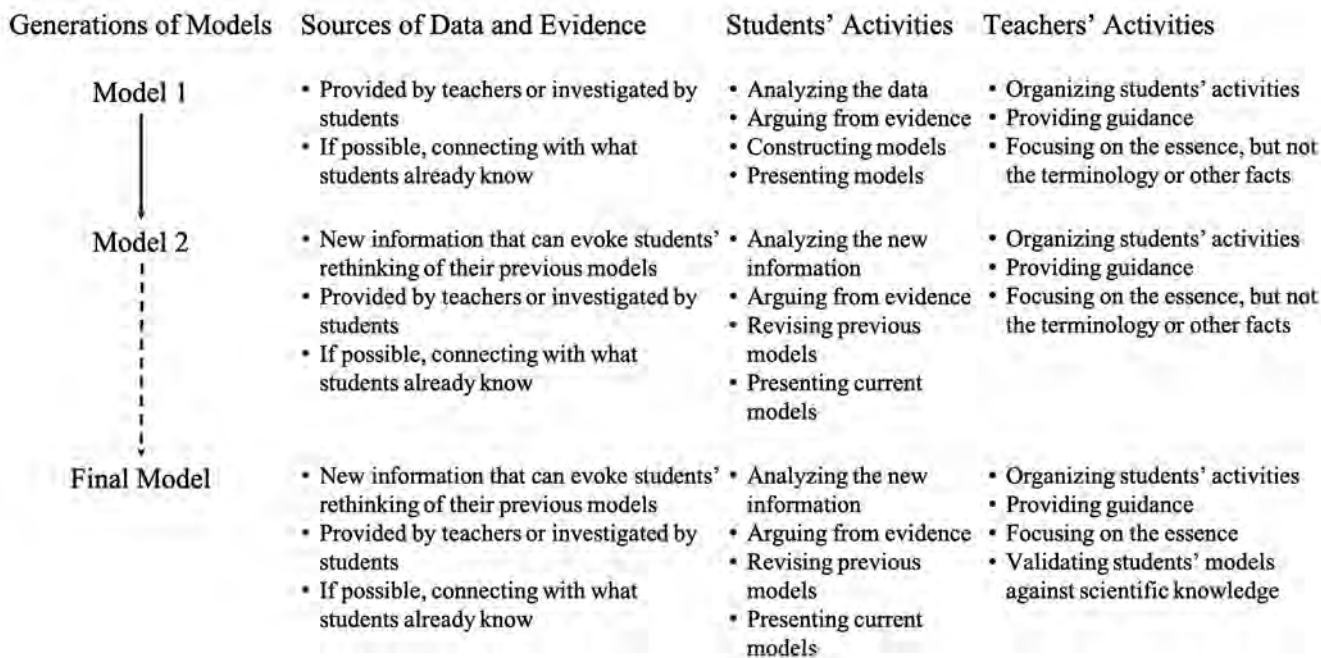 Generations of Models Sources of Data and Evidence Students' Activities Teachers' Activities
Model 1
• Provided by teachers or investigated by
students
• If possible, connecting with what
students already know
• Analyzing the data
• Arguing from evidence
• Constructing models
• Presenting models
• Organizing students' activities
• Providing guidance
• Focusing on the essence, but not
the terminology or other facts
Model 2
• New information that can evoke students'
rethinking of their previous models
• Provided by teachers or investigated by
students
• If possible, connecting with what
students already know
• Analyzing the new
information
• Arguing from evidence
• Revising previous
models
• Presenting current
models
• Organizing students' activities
• Providing guidance
• Focusing on the essence, but not
the terminology or other facts
Final Model
• New information that can evoke students'
rethinking of their previous models
• Provided by teachers or investigated by
students
• If possible, connecting with what
students already know
• Analyzing the new
information
• Arguing from evidence
• Revising previous
models
• Presenting current
models
• Organizing students' activities
• Providing guidance
• Focusing on the essence
• Validating students' models
against scientific knowledge